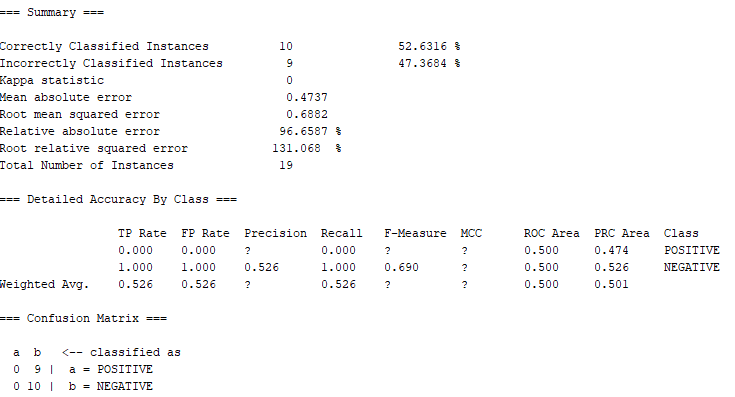 === Summary ===
Correctly Classified Instances 10 52.6316 %
Incorrectly Classified Instances 9 47.3684 %
Kappa statistic 0
Mean absolute error 0.4737
Root mean squared error 0.6882
Relative absolute error 96.6587 %
Root relative squared error 131.068 %
Total Number of Instances 19
=== Detailed Accuracy By Class ===
TP Rate FP Rate Precision Recall F-Measure MCC ROC Area PRC Area Class
0.000 0.000 ? 0.000 ? ? 0.500 0.474 POSITIVE
1.000 1.000 0.526 1.000 0.690 ? 0.500 0.526 NEGATIVE
Weighted Avg. 0.526 0.526 ? 0.526 ? ? 0.500 0.501
=== Confusion Matrix ===
a b <-- classified as
0 9 | a = POSITIVE
0 10 | b = NEGATIVE